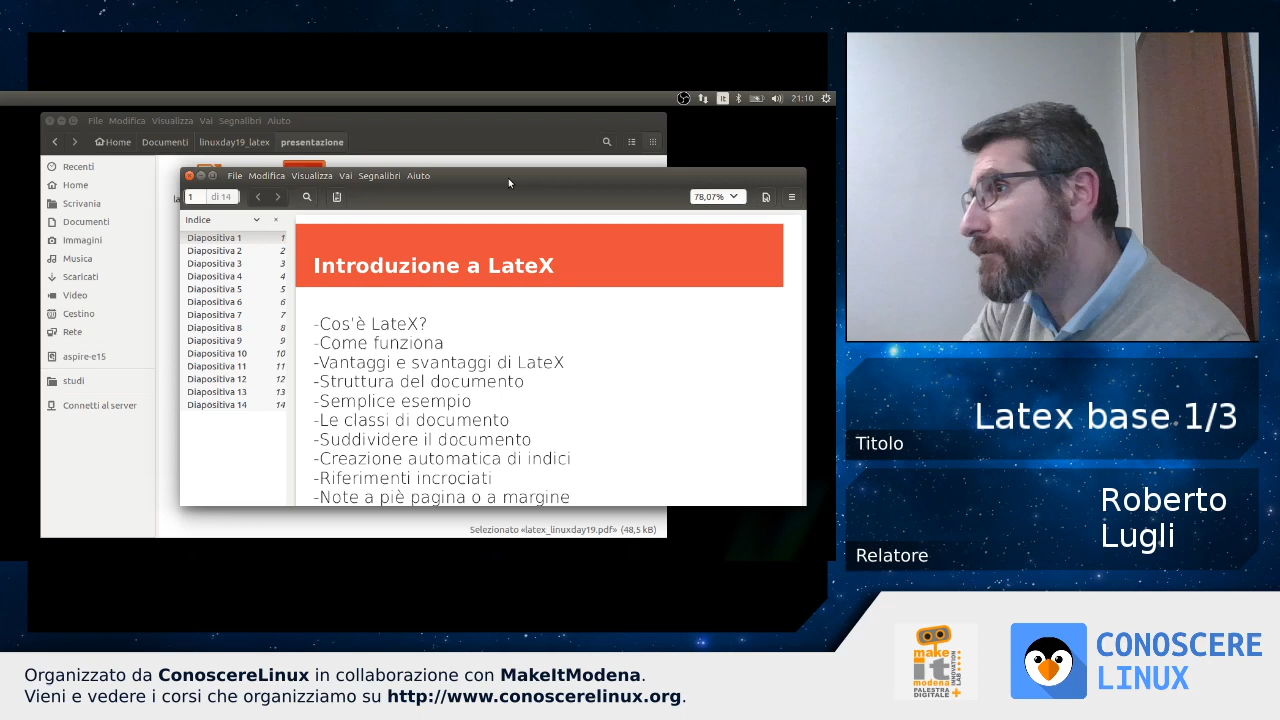 It
21:10
File Modifica Visualizza Vai Segnalibri Aiuto
Home Documenti linuxday19_latex presentazione
Recenti
Home
Scrivania
Documenti
Immagini
Musica
Scaricati
Video
Cestino
Rete
aspire-e15
studi
Connetti al server
File Modifica Visualizza Vai Segnalibri Aiuto
1 di 14
78,07%
Indice
Diapositiva 1 1
Diapositiva 2 2
Diapositiva 3 3
Diapositiva 4 4
Diapositiva 5 5
Diapositiva 6 6
Diapositiva 7 7
Diapositiva 8 8
Diapositiva 9 9
Diapositiva 10 10
Diapositiva 11 11
Diapositiva 12 12
Diapositiva 13 13
Diapositiva 14 14
Introduzione a LateX
-Cos'è LateX?
-Come funziona
-Vantaggi e svantaggi di LateX
-Struttura del documento
-Semplice esempio
-Le classi di documento
-Suddividere il documento
-Creazione automatica di indici
-Riferimenti incrociati
-Note a piè pagina o a margine
Selezionato «latex_linuxday19.pdf» (48,5 kB)
Latex base 1/3
Titolo
Roberto
Lugli
Relatore
make
it
modena
PALESTRA
DIGITALE
INNOVATION
LAB
CONOSCERE
LINUX
Organizzato da ConoscereLinux in collaborazione con MakeItModena.
Vieni e vedere i corsi che organizziamo su http://www.conoscerelinux.org.